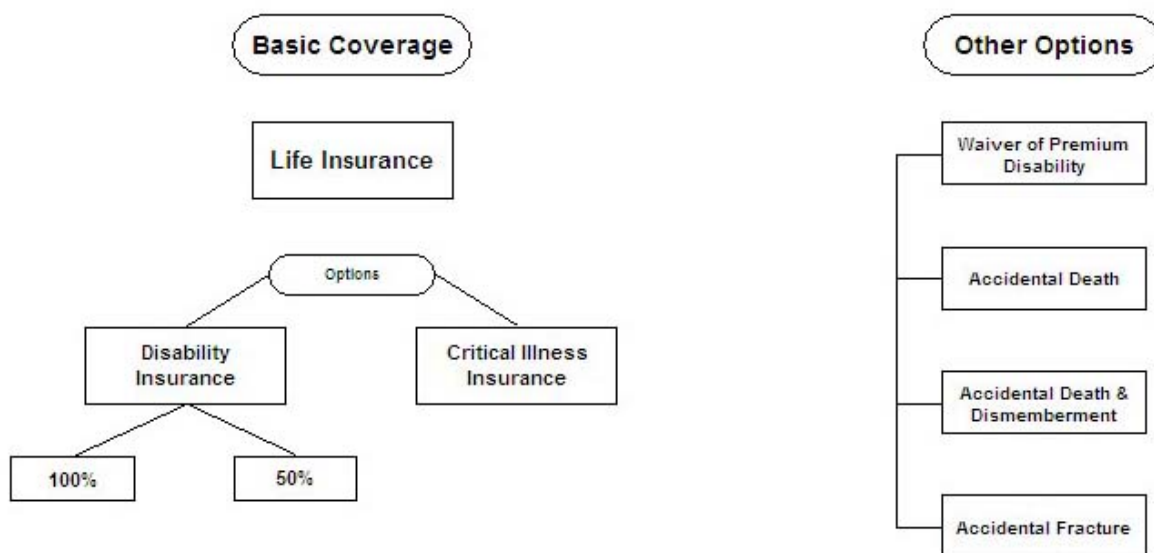 Basic Coverage
Life Insurance
Options
Disability
Insurance
Critical Illness
Insurance
100%
50%
Other Options
Waiver of Premium
Disability
Accidental Death
Accidental Death &
Dismemberment
Accidental Fracture